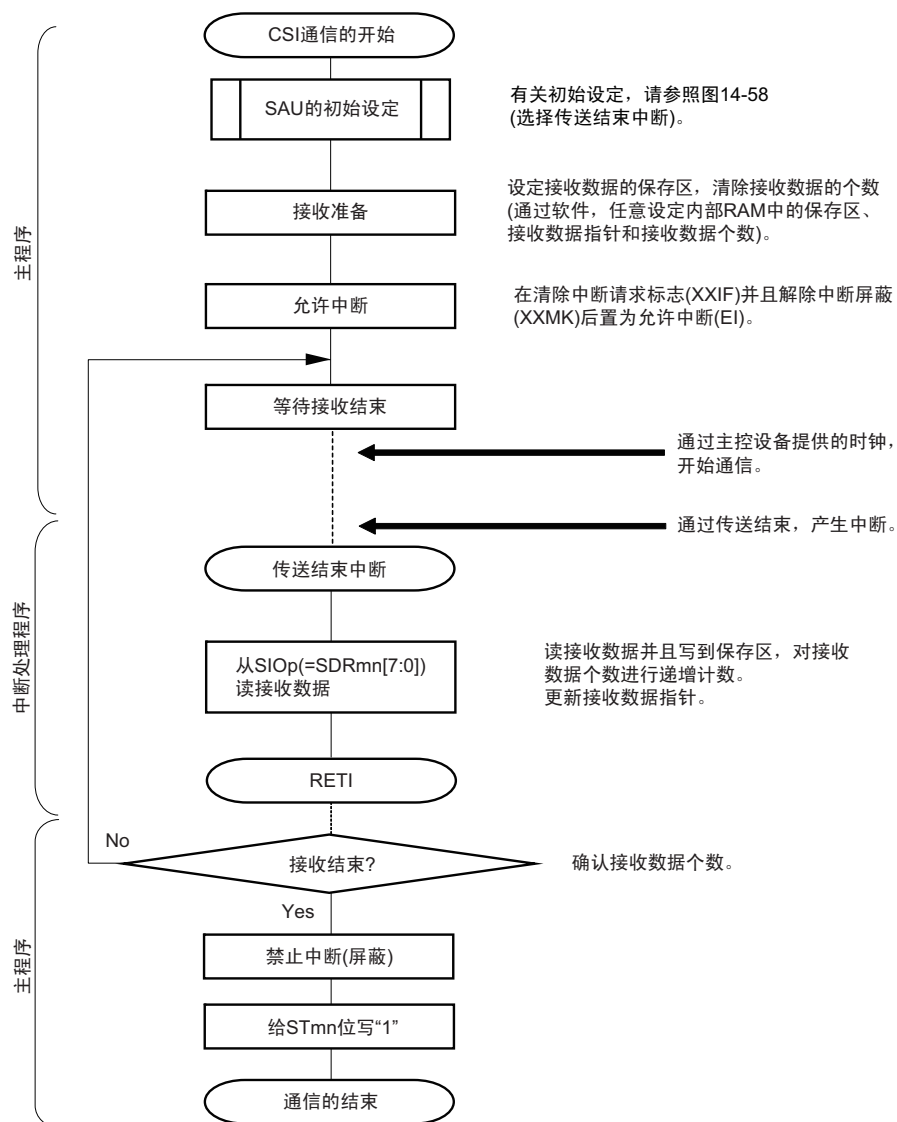 CSI通信的开始
SAU的初始设定
有关初始设定，请参照图14-58
(选择传送结束中断)。
接收准备
设定接收数据的保存区，清除接收数据的个数
(通过软件，任意设定内部RAM中的保存区、
接收数据指针和接收数据个数)。
主程序
允许中断
在清除中断请求标志(XXIF)并且解除中断屏蔽
(XXMK)后置为允许中断(EI)。
等待接收结束
通过主控设备提供的时钟，
开始通信。
通过传送结束，产生中断。
传送结束中断
中断处理程序
从SIOp(=SDRmn[7:0])
读接收数据
读接收数据并且写到保存区，对接收
数据个数进行递增计数。
更新接收数据指针。
RETI
No
接收结束?
确认接收数据个数。
Yes
主程序
禁止中断(屏蔽)
给STmn位写“1”
通信的结束